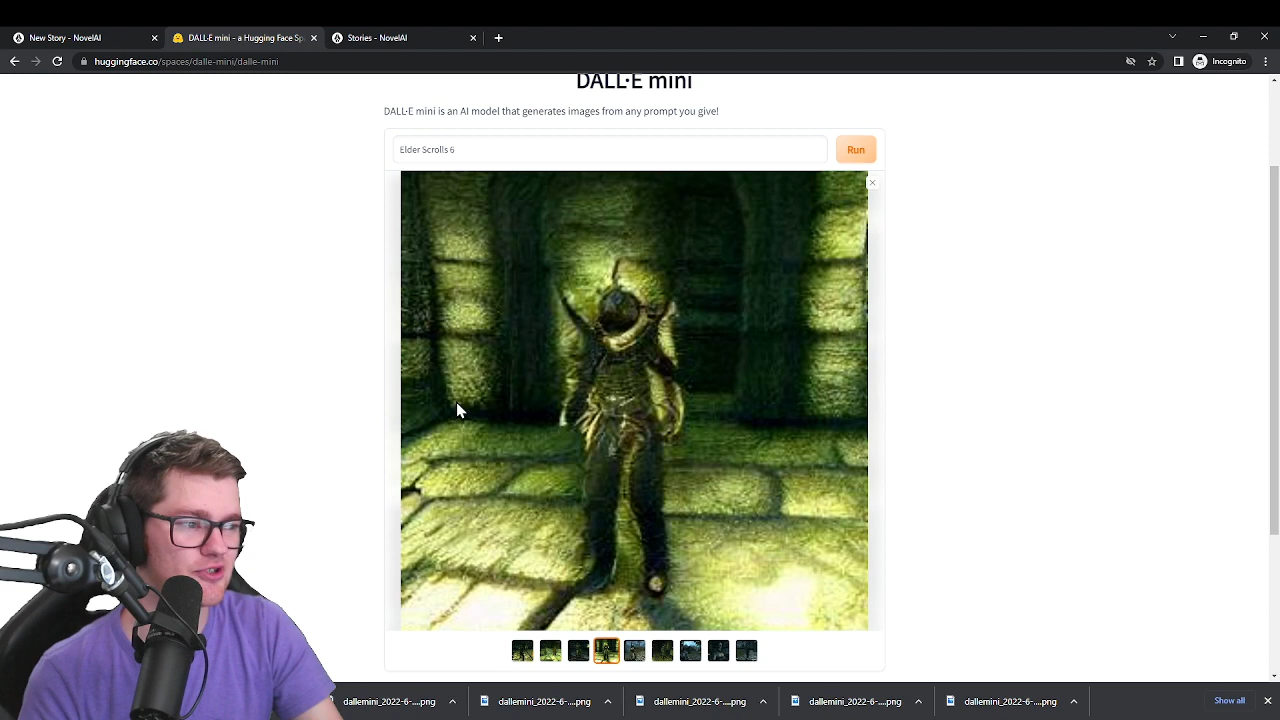 New Story - NovelAI
DALL·E mini - a Hugging Face Sp
Stories - NovelAI
huggingface.co/spaces/dalle-mini/dalle-mini
Incognito
DALL·E mini
DALL·E mini is an AI model that generates images from any prompt you give!
Elder Scrolls 6
Run
dallemini_2022-6-....png
dallemini_2022-6-....png
dallemini_2022-6-....png
dallemini_2022-6-....png
dallemini_2022-6-....png
Show all